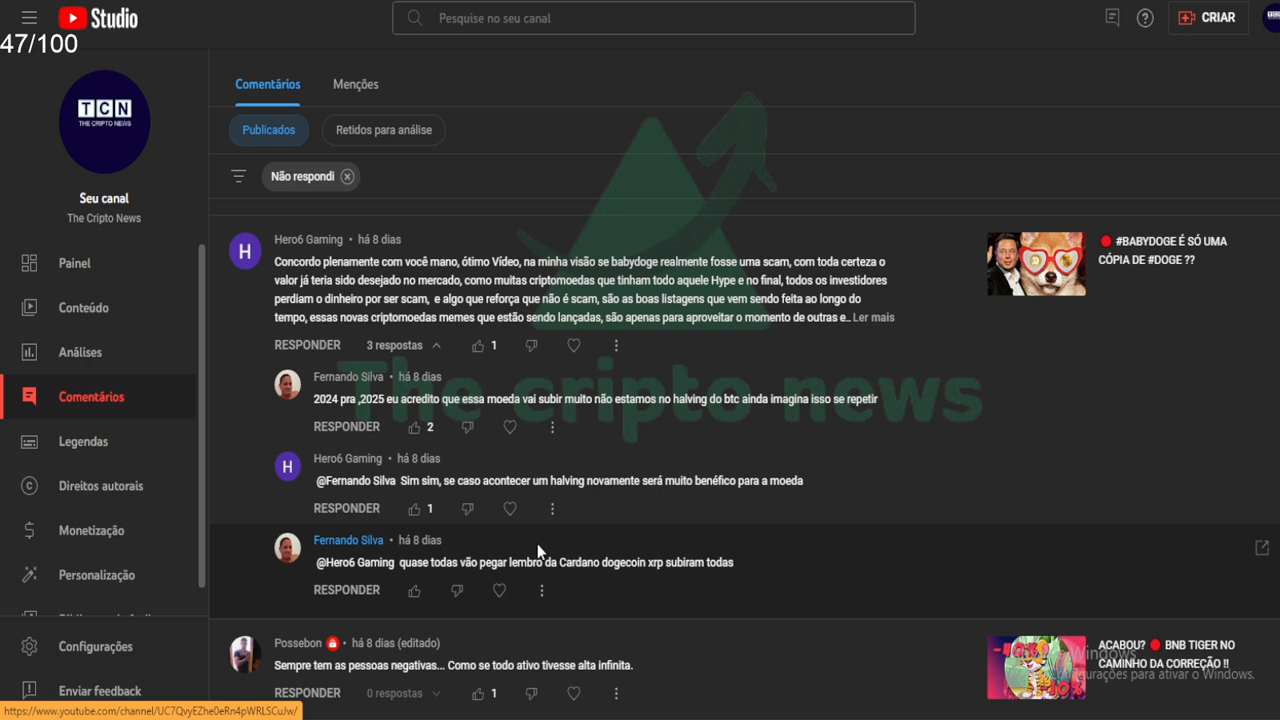 Studio
Pesquise no seu canal
CRIAR
47/100
TCN
THE CRIPTO NEWS
Seu canal
The Cripto News
Painel
Conteúdo
Análises
Comentários
Legendas
Direitos autorais
Monetização
Personalização
Configurações
Enviar feedback
https://www.youtube.com/channel/UC7QvyEZhe0eRn4pWRLSCuJw/
Comentários
Menções
Publicados
Retidos para análise
Não respondi
H
Hero6 Gaming • há 8 dias
Concordo plenamente com você mano, ótimo Vídeo, na minha visão se babydoge realmente fosse uma scam, com toda certeza o
valor já teria sido desejado no mercado, como muitas criptomoedas que tinham todo aquele Hype e no final, todos os investidores
perdiam o dinheiro por ser scam, e algo que reforça que não é scam, são as boas listagens que vem sendo feita ao longo do
tempo, essas novas criptomoedas memes que estão sendo lançadas, são apenas para aproveitar o momento de outras e... Ler mais
RESPONDER 3 respostas 1
#BABYDOGE É SÓ UMA
CÓPIA DE #DOGE ??
Fernando Silva • há 8 dias
2024 pra ,2025 eu acredito que essa moeda vai subir muito não estamos no halving do btc ainda imagina isso se repetir
The cripto news
RESPONDER 2
H
Hero6 Gaming • há 8 dias
@Fernando Silva Sim sim, se caso acontecer um halving novamente será muito benéfico para a moeda
RESPONDER 1
Fernando Silva • há 8 dias
@Hero6 Gaming quase todas vão pegar lembro da Cardano dogecoin xrp subiram todas
RESPONDER
Possebon • há 8 dias (editado)
Sempre tem as pessoas negativas... Como se todo ativo tivesse alta infinita.
RESPONDER 0 respostas 1
ACABOU? BNB TIGER NO
CAMINHO DA CORREÇÃO !!
Windows
Configurações para ativar o Windows.